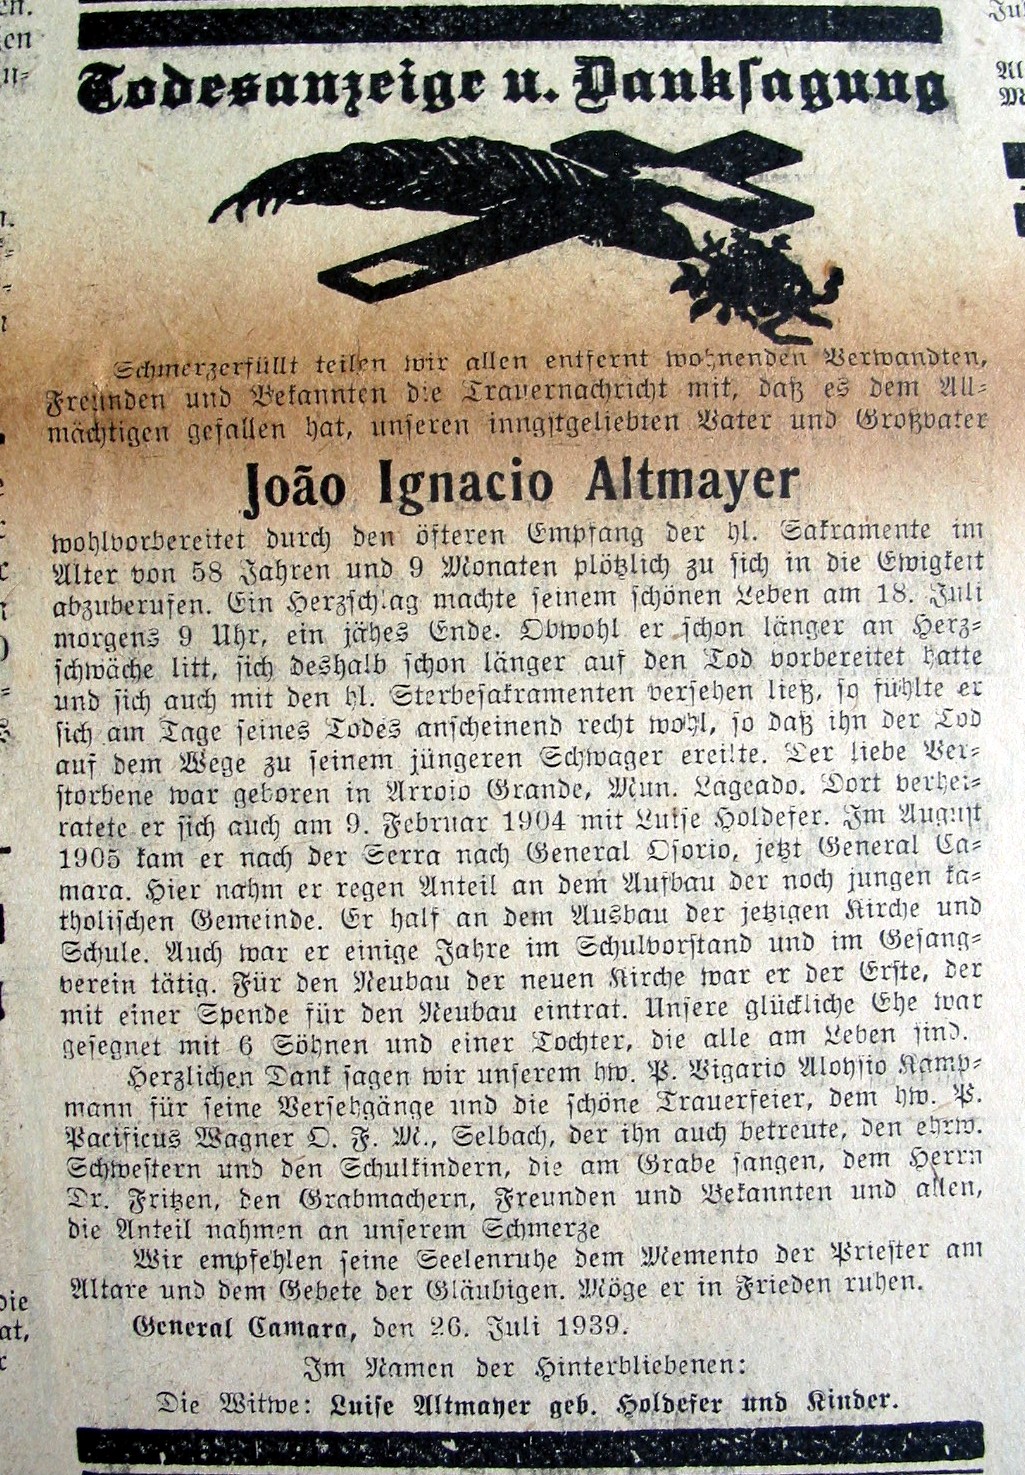 Todesanzeige u. Danksagung
Schmerzerfüllt teilen wir allen entfernt wohnenden Verwandten,
Freunden und Bekannten die Trauernachricht mit, daß es dem All-
mächtigen gefallen hat, unseren inngstgeliebten Vater und Großvater
João Ignacio Altmayer
wohlvorbereitet durch den öfteren Empfang der hl. Sakramente im
Alter von 58 Jahren und 9 Monaten plötzlich zu sich in die Ewigkeit
abzuberufen. Ein Herzschlag machte seinem schönen Leben am 18. Juli
morgens 9 Uhr, ein jähes Ende. Obwohl er schon länger an Herz-
schwäche litt, sich deshalb schon länger auf den Tod vorbereitet hatte
und sich auch mit den hl. Sterbesakramenten versehen ließ, so fühlte er
sich am Tage seines Todes anscheinend recht wohl, so daß ihn der Tod
auf dem Wege zu seinem jüngeren Schwager ereilte. Der liebe Ver-
storbene war geboren in Arroio Grande, Mun. Lageado. Dort verhei-
ratete er sich auch am 9. Februar 1904 mit Luise Holdefer. Im August
1905 kam er nach der Serra nach General Osorio, jetzt General Ca-
mara. Hier nahm er regen Anteil an dem Aufbau der noch jungen ka-
tholischen Gemeinde. Er half an dem Ausbau der jetzigen Kirche und
Schule. Auch war er einige Jahre im Schulvorstand und im Gesang-
verein tätig. Für den Neubau der neuen Kirche war er der Erste, der
mit einer Spende für den Neubau eintrat. Unsere glückliche Ehe war
gesegnet mit 6 Söhnen und einer Tochter, die alle am Leben sind.
Herzlichen Dank sagen wir unserem hw. P. Vigario Aloysio Kamp-
mann für seine Versehgänge und die schöne Trauerfeier, dem hw. P.
Pacificus Wagner O. F. M., Selbach, der ihn auch betreute, den ehrw.
Schwestern und den Schulkindern, die am Grabe sangen, dem Herrn
Dr. Fritzen, den Grabmachern, Freunden und Bekannten und allen,
die Anteil nahmen an unserem Schmerze
Wir empfehlen seine Seelenruhe dem Memento der Priester am
Altare und dem Gebete der Gläubigen. Möge er in Frieden ruhen.
General Camara, den 26. Juli 1939.
Im Namen der Hinterbliebenen:
Die Witwe: Luise Altmayer geb. Holdefer und Kinder.